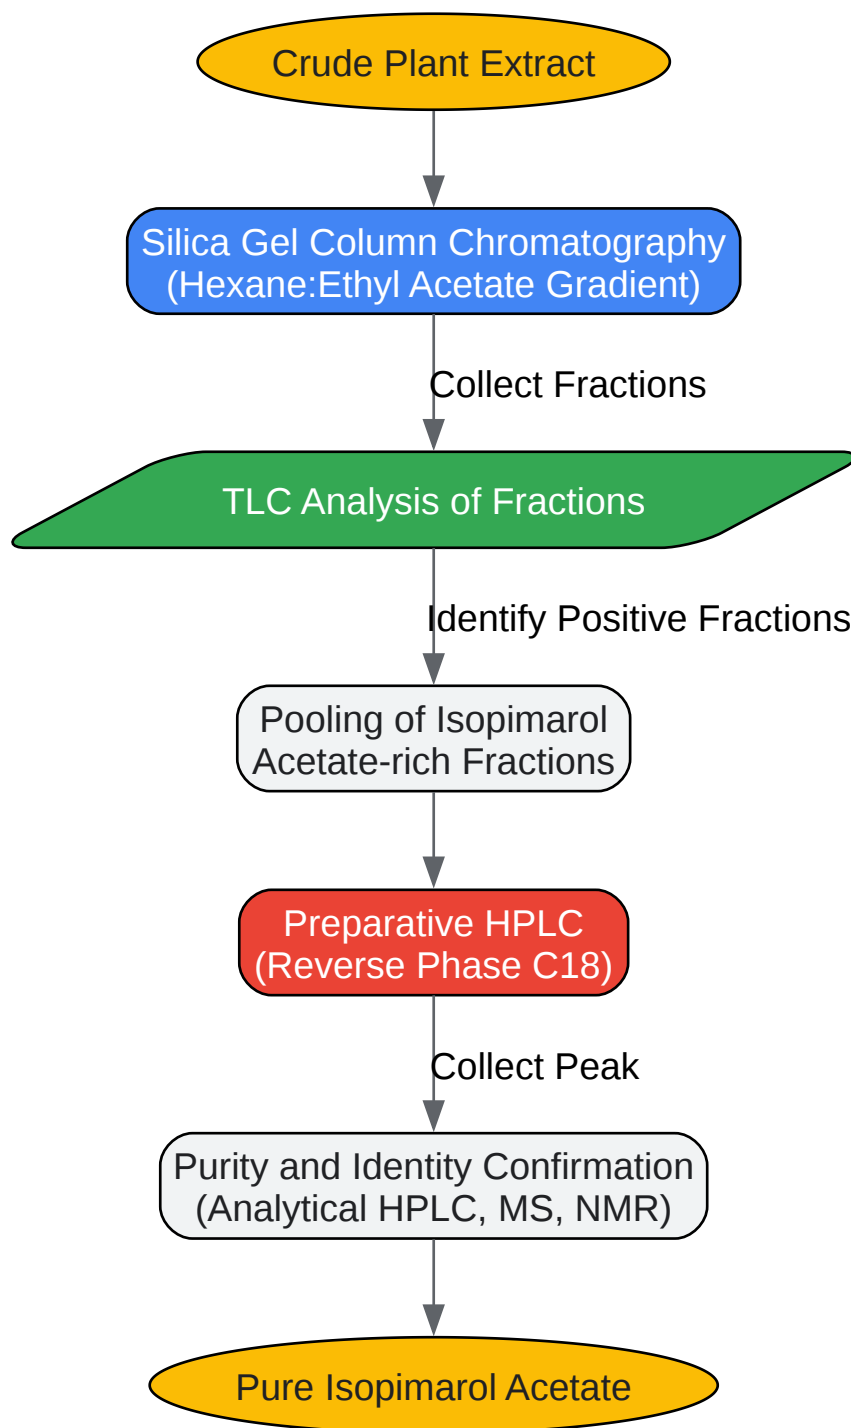 Crude Plant Extract
Silica Gel Column Chromatography
(Hexane:Ethyl Acetate Gradient)
Collect Fractions
TLC Analysis of Fractions
Identify Positive Fractions
Pooling of Isopimarol
Acetate-rich Fractions
Preparative HPLC
(Reverse Phase C18)
Collect Peak
Purity and Identity Confirmation
(Analytical HPLC, MS, NMR)
Pure Isopimarol Acetate